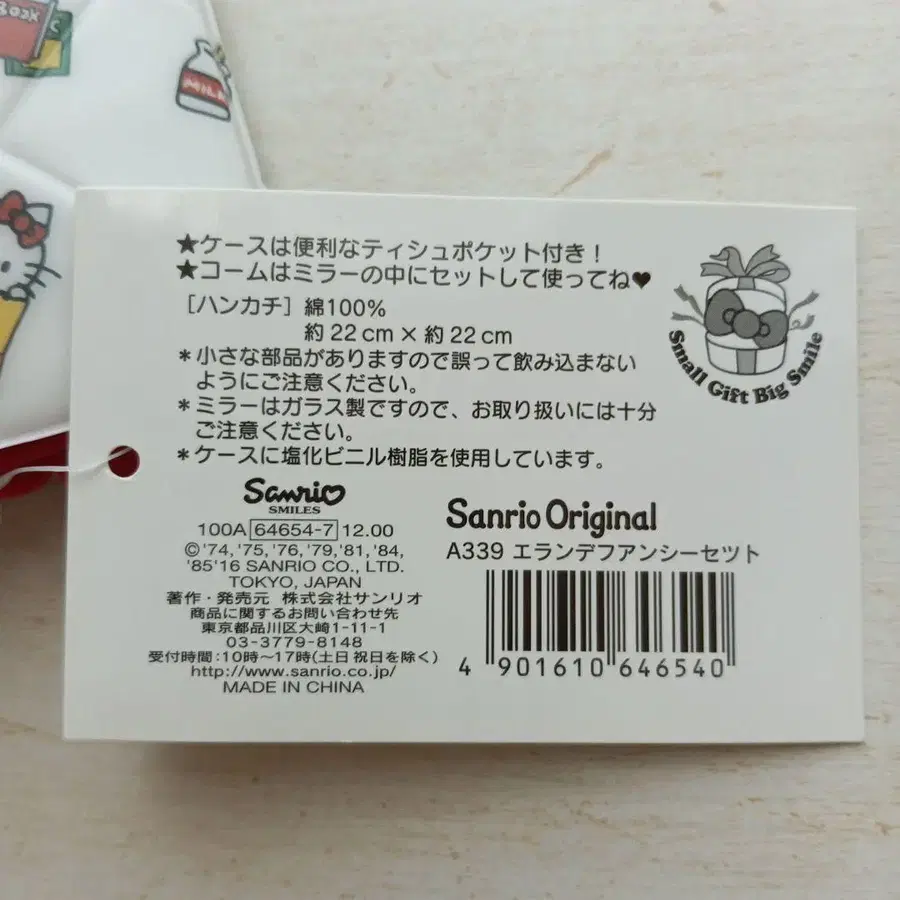 Book
MILK
★ケースは便利なティシュポケット付き！
★コームはミラーの中にセットして使ってね♥
［ハンカチ］綿100％
約22cm×約22cm
＊小さな部品がありますので誤って飲み込まない
ようにご注意ください。
＊ミラーはガラス製ですので、お取り扱いには十分
ご注意ください。
＊ケースに塩化ビニル樹脂を使用しています。
Small Gift Big Smile
Sanrio
SMILES
100A 64654-7 12.00
©'74,'75,'76,'79,'81,'84,
'85'16 SANRIO CO., LTD.
TOKYO, JAPAN
著作・発売元 株式会社サンリオ
商品に関するお問い合わせ先
東京都品川区大崎1-11-1
03-3779-8148
受付時間：10時～17時(土日祝日を除く)
http://www.sanrio.co.jp/
MADE IN CHINA
Sanrio Original
A339 エランデフアンシーセット
4 901610 646540